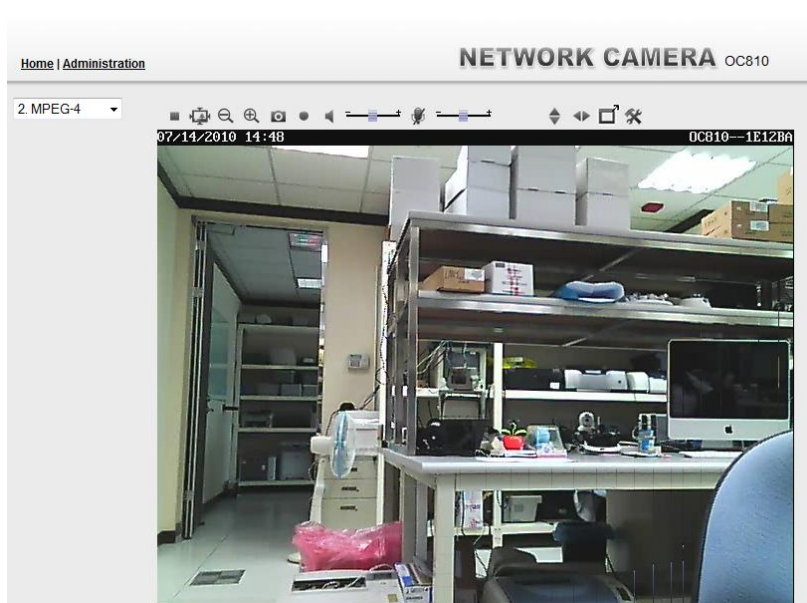 NETWORK CAMERA OC810
Home | Administration
2. MPEG-4
07/14/2010 14:48
OC810--1E12BA